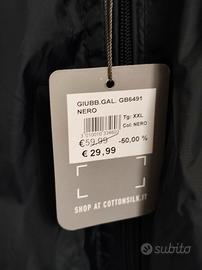 GIUBB.GAL. GB6491
NERO
Tg: XXL
Col: NERO
€59,99 -50,00 %
€ 29,99
SHOP AT COTTONSILK.IT
subito